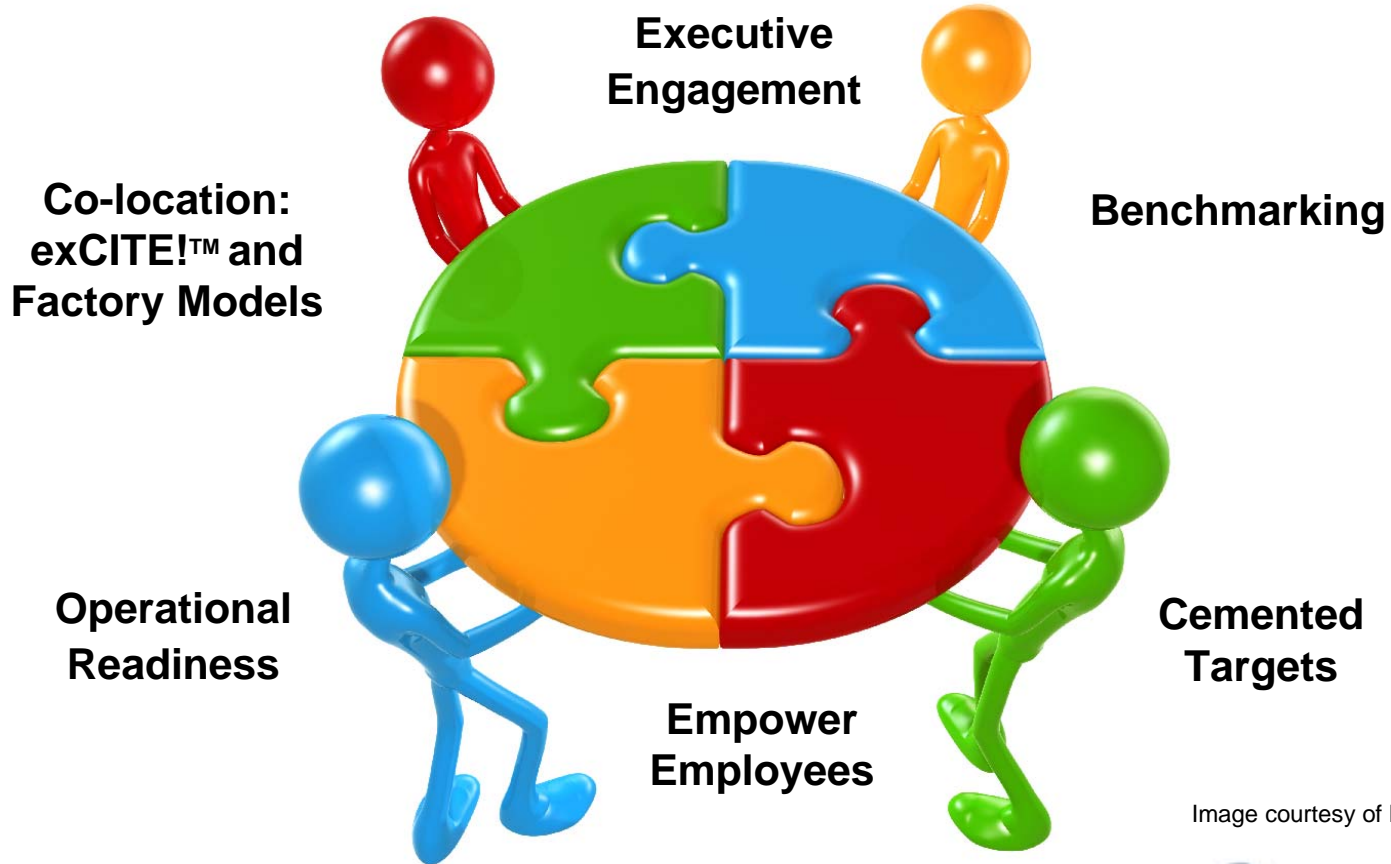 Executive
Engagement
Co-location:
exCITE!™ and
Factory Models
Benchmarking
Operational
Readiness
Cemented
Targets
Empower
Employees
Image courtesy of